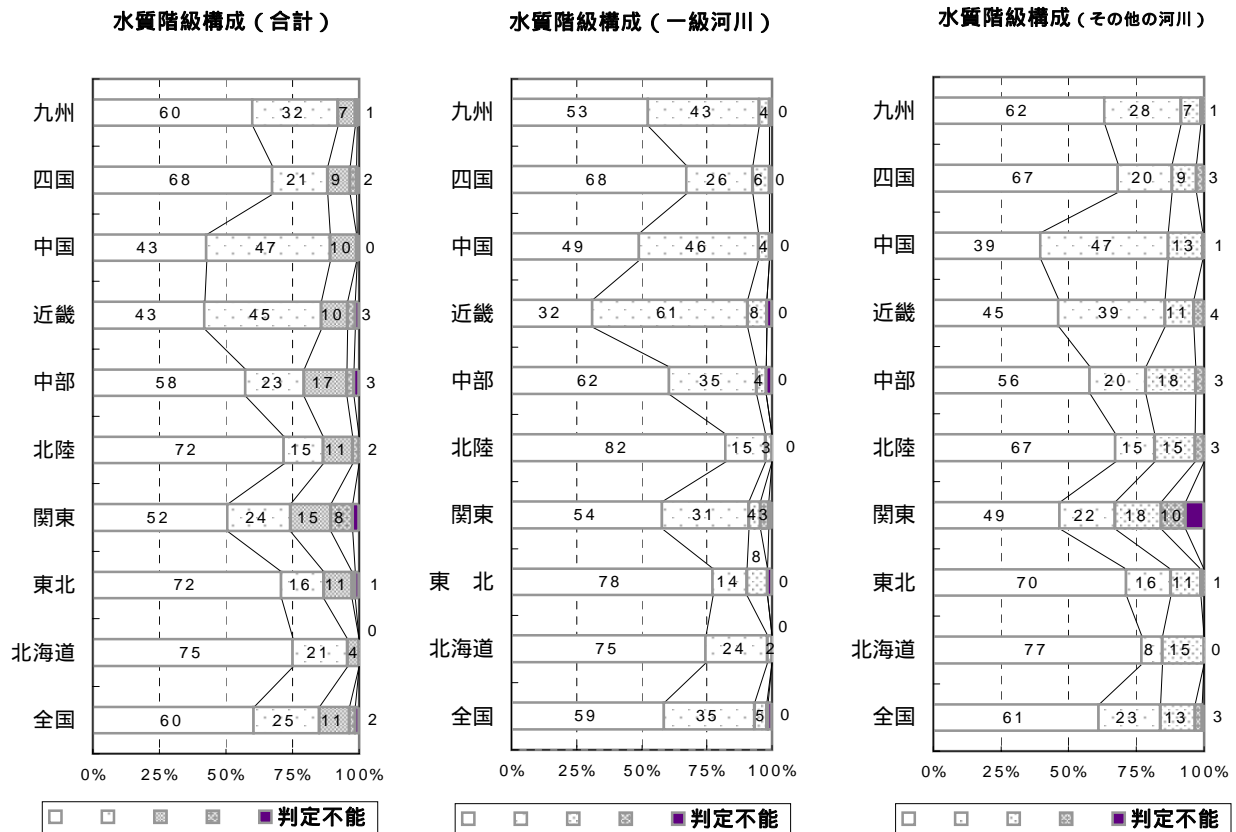 水質階級構成（合計）
九州 60 32 7 1
四国 68 21 9 2
中国 43 47 10 0
近畿 43 45 10 3
中部 58 23 17 3
北陸 72 15 11 2
関東 52 24 15 8
東北 72 16 11 1
0
北海道 75 21 4
全国 60 25 11 2
0% 25% 50% 75% 100%
判定不能
水質階級構成（一級河川）
九州 53 43 4 0
四国 68 26 6 0
中国 49 46 4 0
近畿 32 61 8 0
中部 62 35 4 0
北陸 82 15 3 0
関東 54 31 4 3
8
東　北 78 14 0
0
北海道 75 24 2
全国 59 35 5 0
0% 25% 50% 75% 100%
判定不能
水質階級構成（その他の河川）
九州 62 28 7 1
四国 67 20 9 3
中国 39 47 13 1
近畿 45 39 11 4
中部 56 20 18 3
北陸 67 15 15 3
関東 49 22 18 10
東北 70 16 11 1
北海道 77 8 15 0
全国 61 23 13 3
0% 25% 50% 75% 100%
判定不能